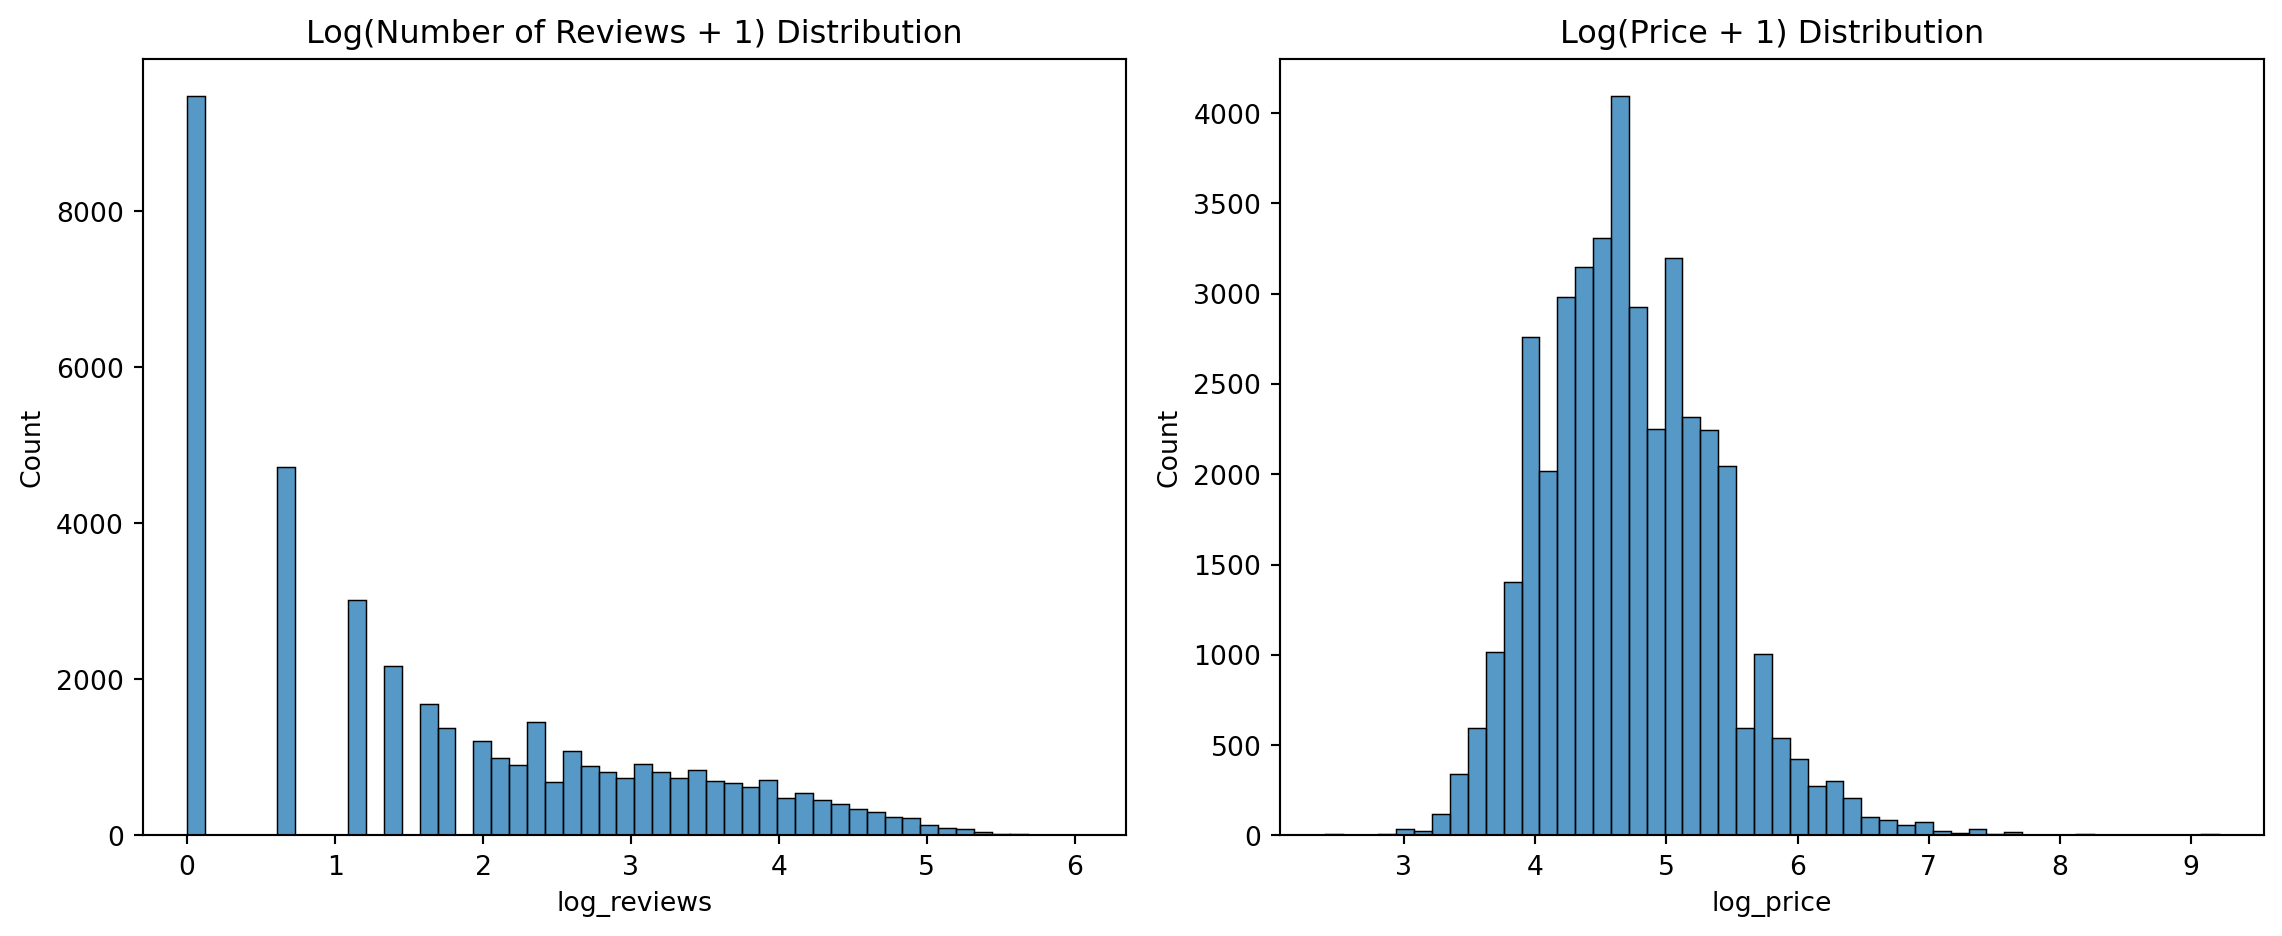 Log(Number of Reviews + 1) Distribution
8000
6000
4000
2000
0
Count
0 1 2 3 4 5 6
log_reviews
Log(Price + 1) Distribution
4000
3500
3000
2500
2000
1500
1000
500
0
Count
3 4 5 6 7 8 9
log_price